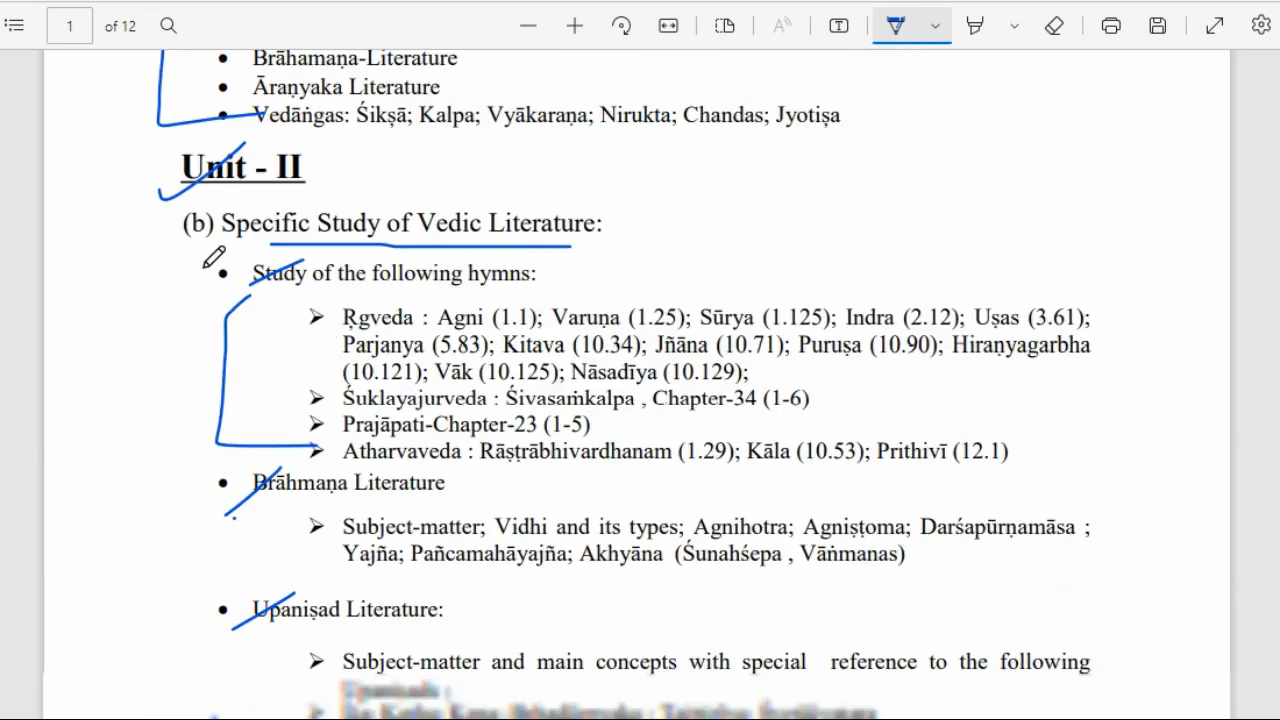 1 of 12
• Brāhamaṇa-Literature
• Āraṇyaka Literature
• Vedāṅgas: Śikṣā; Kalpa; Vyākaraṇa; Nirukta; Chandas; Jyotiṣa
Unit - II
(b) Specific Study of Vedic Literature:
• Study of the following hymns:
➢ Ṛgveda : Agni (1.1); Varuṇa (1.25); Sūrya (1.125); Indra (2.12); Uṣas (3.61);
Parjanya (5.83); Kitava (10.34); Jñāna (10.71); Puruṣa (10.90); Hiraṇyagarbha
(10.121); Vāk (10.125); Nāsadīya (10.129);
➢ Śuklayajurveda : Śivasaṁkalpa , Chapter-34 (1-6)
➢ Prajāpati-Chapter-23 (1-5)
➢ Atharvaveda : Rāṣṭrābhivardhanam (1.29); Kāla (10.53); Prithivī (12.1)
• Brāhmaṇa Literature
➢ Subject-matter; Vidhi and its types; Agnihotra; Agniṣṭoma; Darśapūrṇamāsa ;
Yajña; Pañcamahāyajña; Akhyāna (Śunaḥśepa , Vāṅmanas)
• Upaniṣad Literature:
➢ Subject-matter and main concepts with special reference to the following